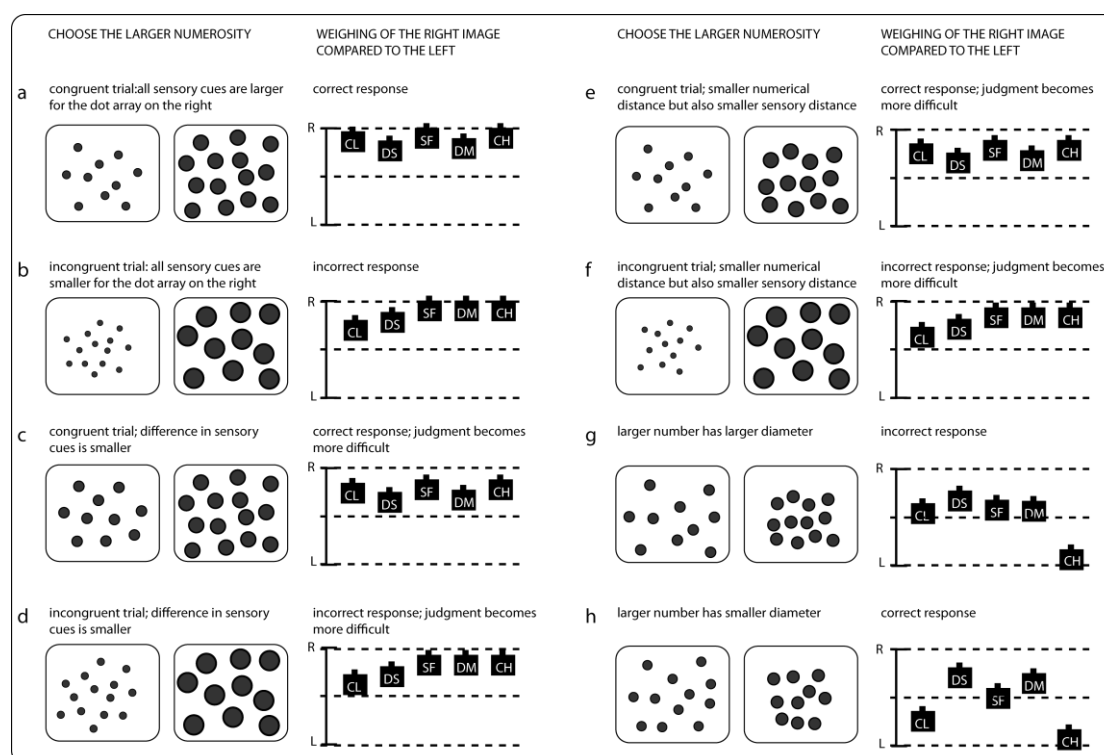 CHOOSE THE LARGER NUMEROSITY
WEIGHING OF THE RIGHT IMAGE
COMPARED TO THE LEFT
a
congruent trial:all sensory cues are larger
for the dot array on the right
correct response
R
CL
DS
SF
DM
CH
L
b
incongruent trial: all sensory cues are
smaller for the dot array on the right
incorrect response
R
CL
DS
SF
DM
CH
L
c
congruent trial; difference in sensory
cues is smaller
correct response; judgment becomes
more difficult
R
CL
DS
SF
DM
CH
L
d
incongruent trial; difference in sensory
cues is smaller
incorrect response; judgment becomes
more difficult
R
CL
DS
SF
DM
CH
L
CHOOSE THE LARGER NUMEROSITY
WEIGHING OF THE RIGHT IMAGE
COMPARED TO THE LEFT
e
congruent trial; smaller numerical
distance but also smaller sensory distance
correct response; judgment becomes
more difficult
R
CL
DS
SF
DM
CH
L
f
incongruent trial; smaller numerical
distance but also smaller sensory distance
incorrect response; judgment becomes
more difficult
R
CL
DS
SF
DM
CH
L
g
larger number has larger diameter
incorrect response
R
CL
DS
SF
DM
CH
L
h
larger number has smaller diameter
correct response
R
CL
DS
SF
DM
CH
L